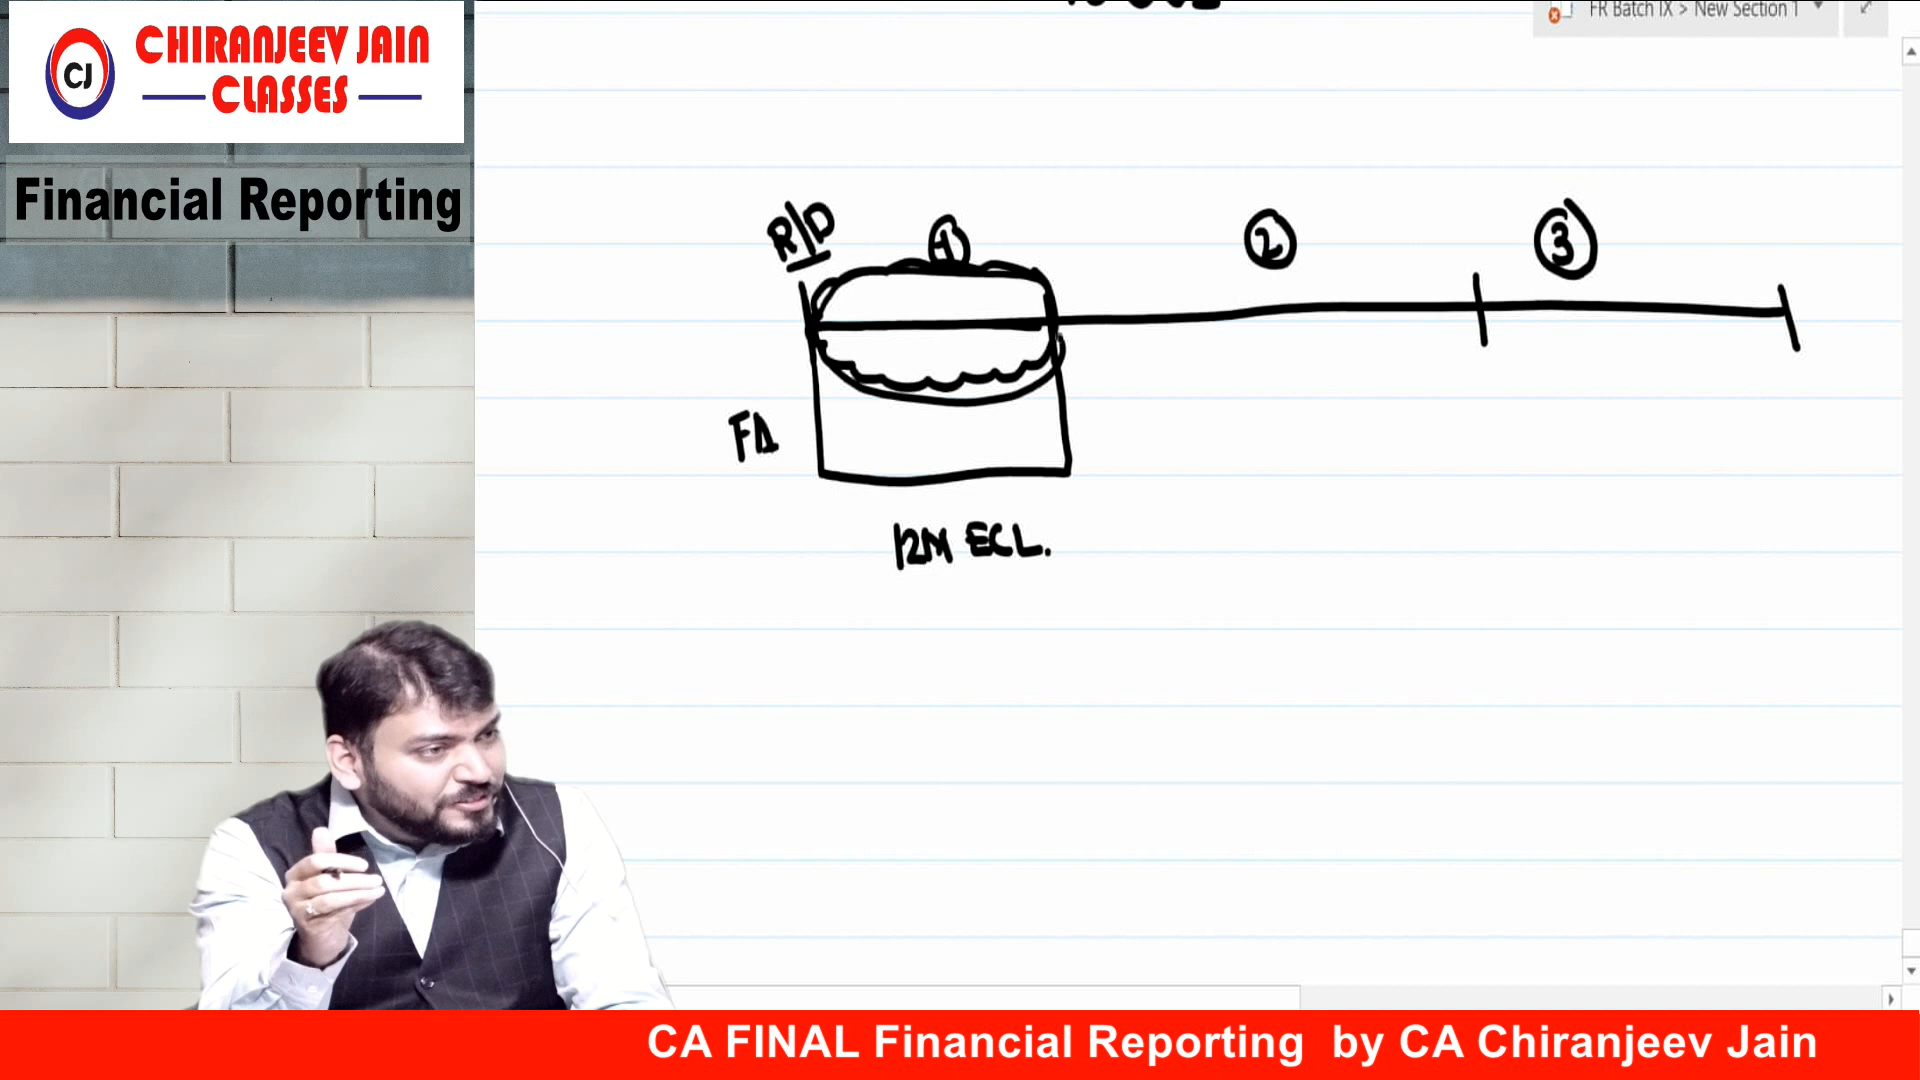 FR Batch IX > New Section 1
CJ
CHIRANJEEV JAIN
CLASSES
Financial Reporting
R/D
1
2
3
FA
12M ECL.
CA FINAL Financial Reporting by CA Chiranjeev Jain